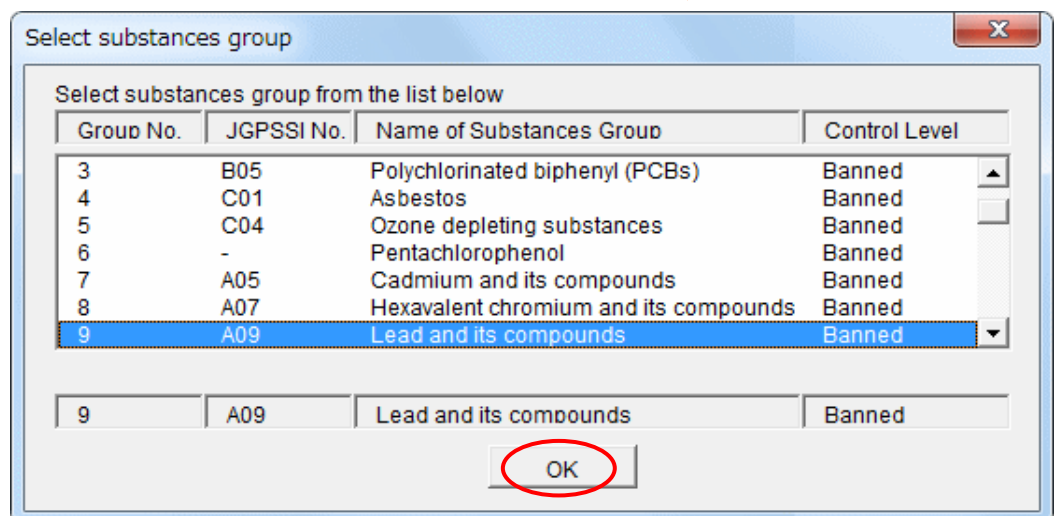 Select substances group
Select substances group from the list below
Group No. JGPSSI No. Name of Substances Group Control Level
3 B05 Polychlorinated biphenyl (PCBs) Banned
4 C01 Asbestos Banned
5 C04 Ozone depleting substances Banned
6 - Pentachlorophenol Banned
7 A05 Cadmium and its compounds Banned
8 A07 Hexavalent chromium and its compounds Banned
9 A09 Lead and its compounds Banned
9 A09 Lead and its compounds Banned
OK